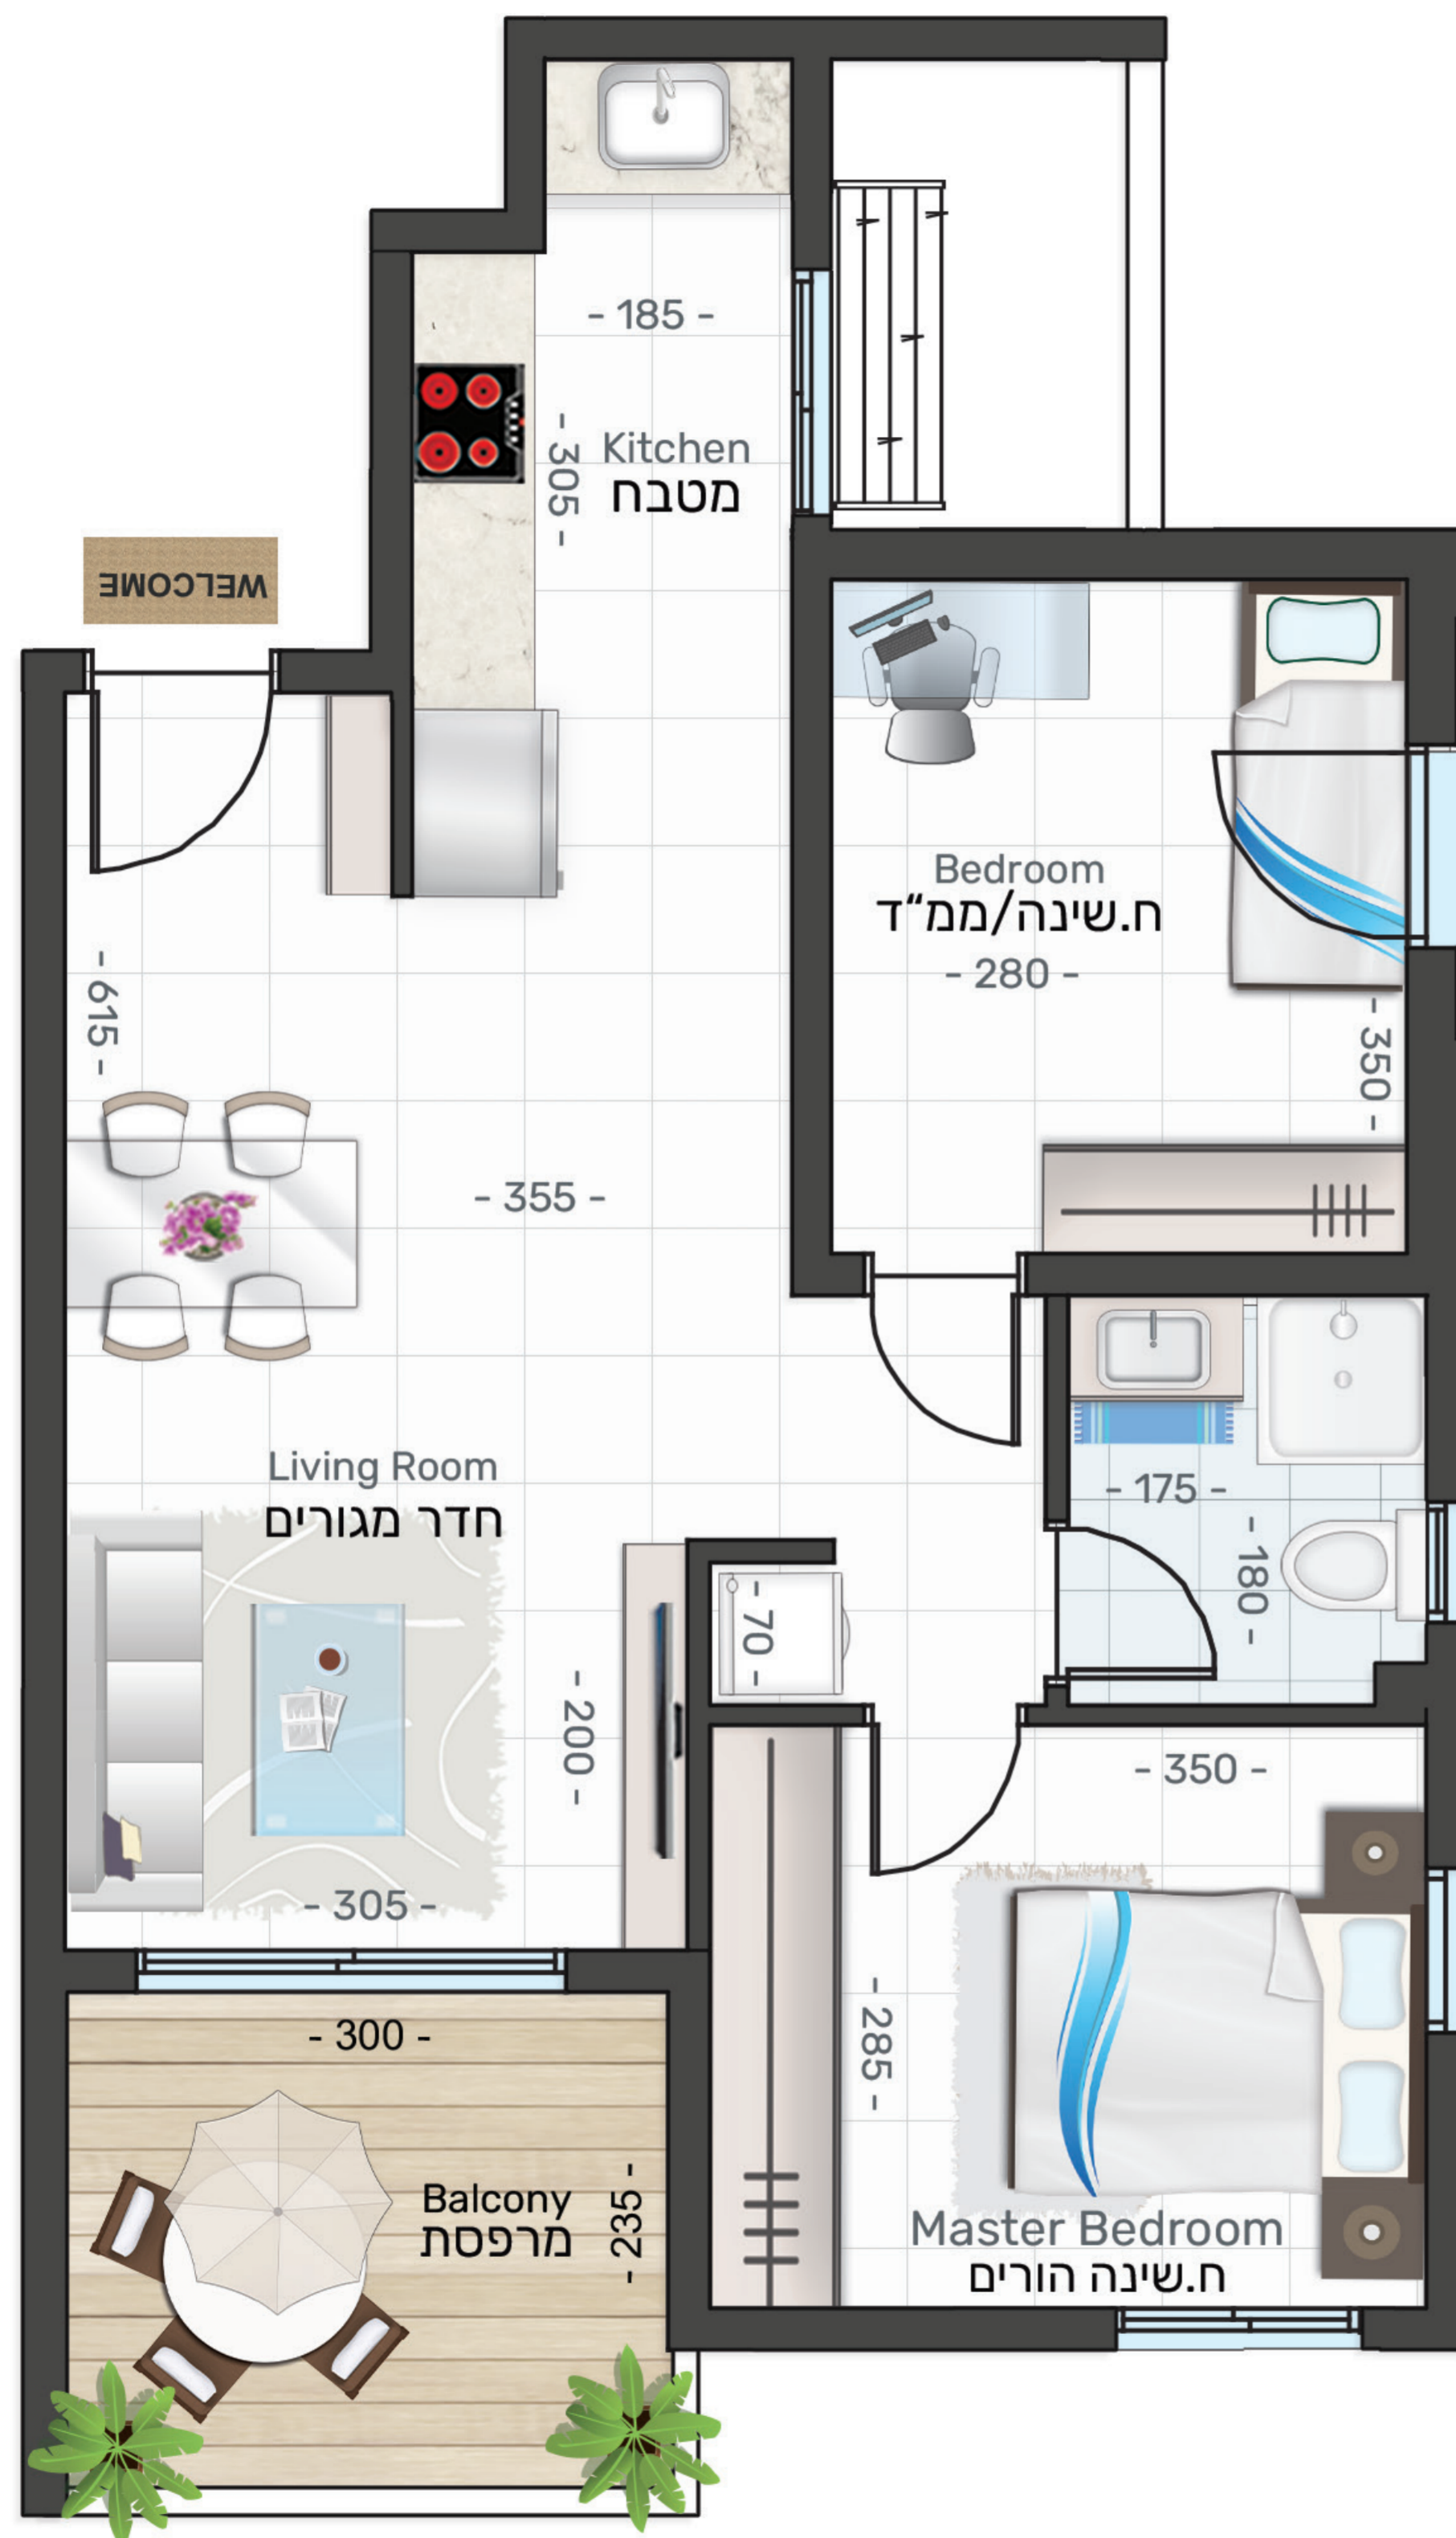 - 185 -
- 305 -
Kitchen
מטבח
WELCOME
Bedroom
ח.שינה/ממ"ד
- 280 -
- 350 -
- 615 -
- 355 -
Living Room
חדר מגורים
- 175 -
- 180 -
- 70 -
- 200 -
- 305 -
- 350 -
- 285 -
Master Bedroom
ח.שינה הורים
- 300 -
Balcony
מרפסת
- 235 -